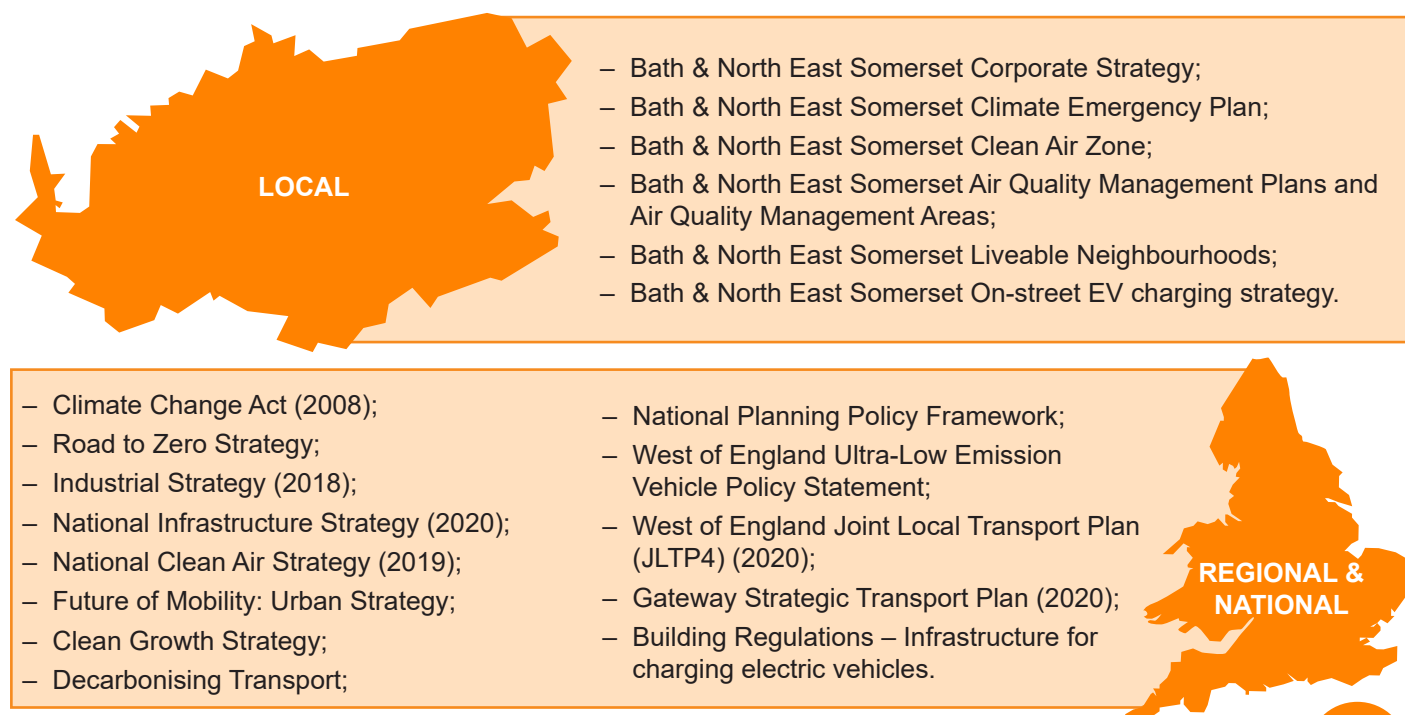 LOCAL
– Bath & North East Somerset Corporate Strategy;
– Bath & North East Somerset Climate Emergency Plan;
– Bath & North East Somerset Clean Air Zone;
– Bath & North East Somerset Air Quality Management Plans and
Air Quality Management Areas;
– Bath & North East Somerset Liveable Neighbourhoods;
– Bath & North East Somerset On-street EV charging strategy.
– Climate Change Act (2008);
– Road to Zero Strategy;
– Industrial Strategy (2018);
– National Infrastructure Strategy (2020);
– National Clean Air Strategy (2019);
– Future of Mobility: Urban Strategy;
– Clean Growth Strategy;
– Decarbonising Transport;
– National Planning Policy Framework;
– West of England Ultra-Low Emission
Vehicle Policy Statement;
– West of England Joint Local Transport Plan
(JLTP4) (2020);
– Gateway Strategic Transport Plan (2020);
– Building Regulations – Infrastructure for
charging electric vehicles.
REGIONAL &
NATIONAL